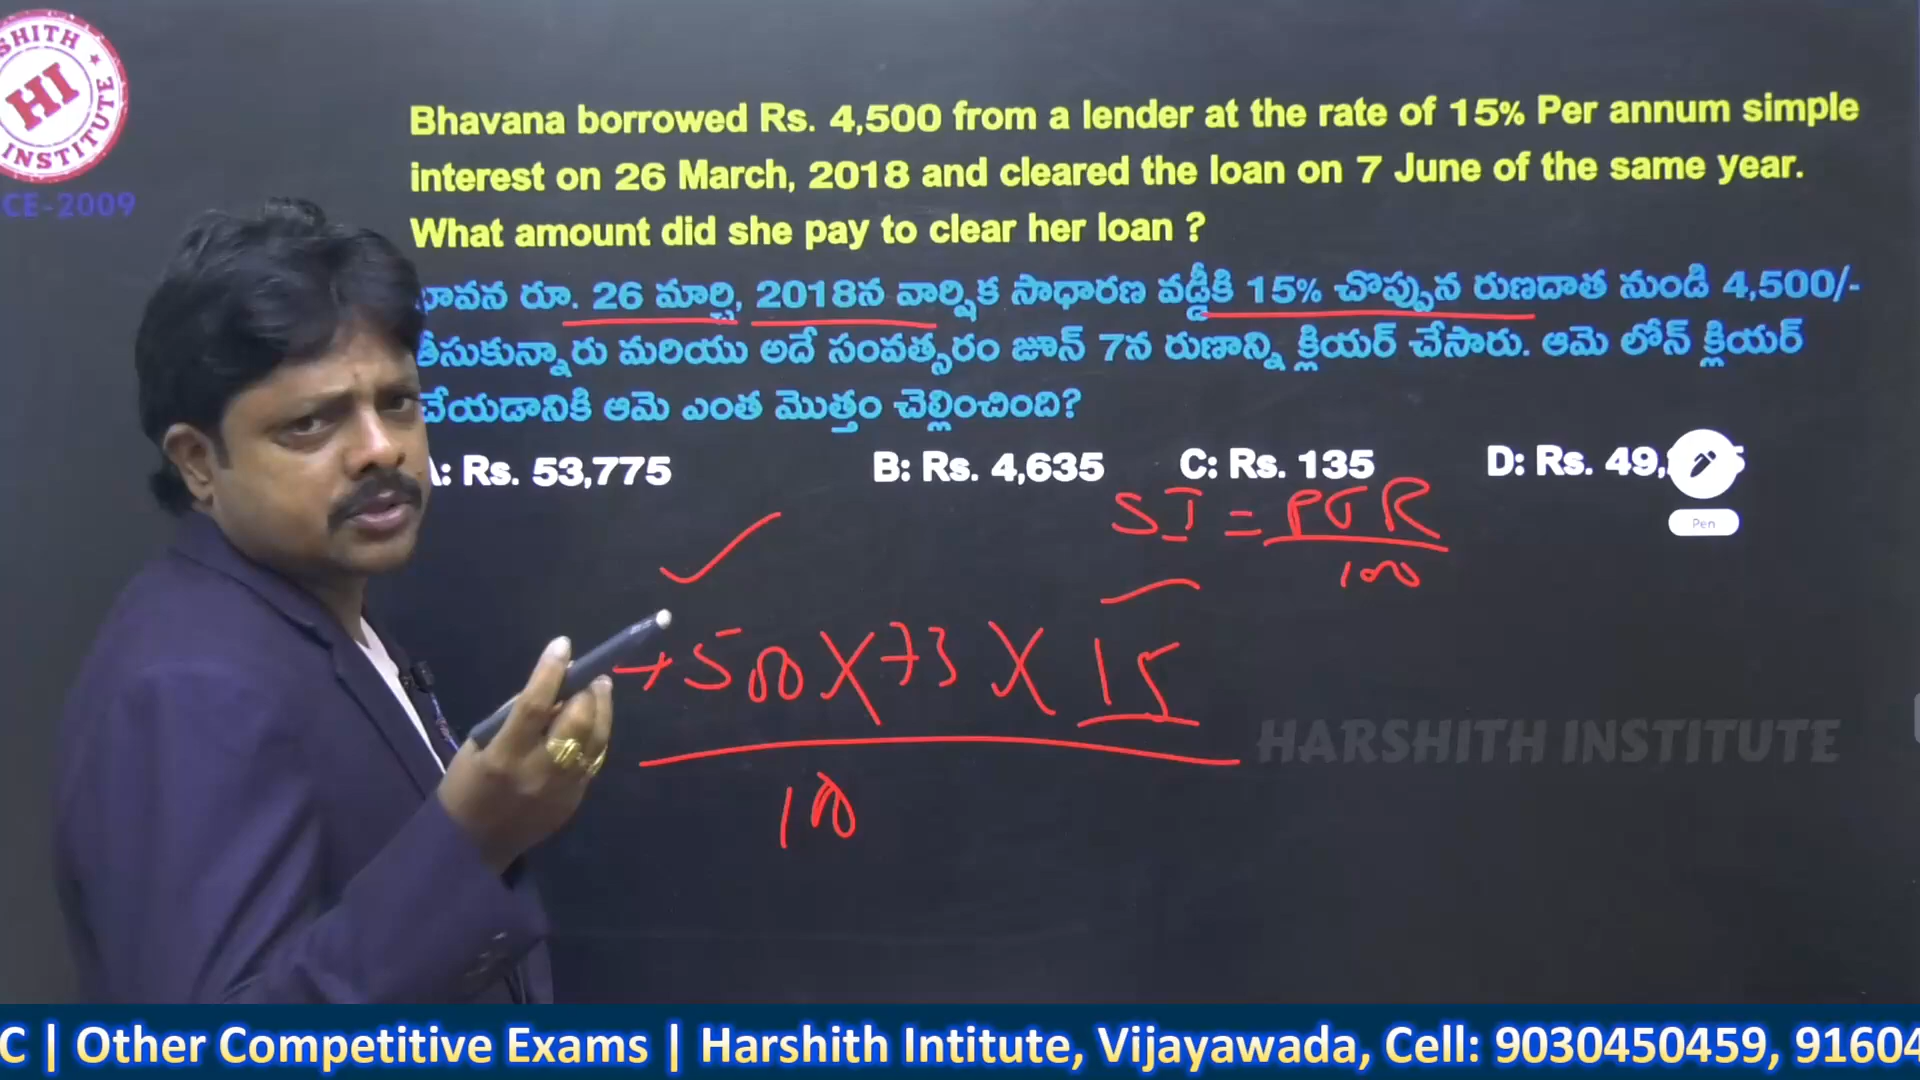 SHITH
HI
INSTITUTE
CE-2009
Bhavana borrowed Rs. 4,500 from a lender at the rate of 15% Per annum simple
interest on 26 March, 2018 and cleared the loan on 7 June of the same year.
What amount did she pay to clear her loan ?
భావన రూ. 26 మార్చి, 2018న వార్షిక సాధారణ వడ్డీకి 15% చొప్పున రుణదాత నుండి 4,500/-
తీసుకున్నారు మరియు అదే సంవత్సరం జూన్ 7న రుణాన్ని క్లియర్ చేసారు. ఆమె లోన్ క్లియర్
చేయడానికి ఆమె ఎంత మొత్తం చెల్లించింది?
A: Rs. 53,775 B: Rs. 4,635 C: Rs. 135 D: Rs. 49,
Pen
SI = PTR
100
500 X 73 X 15
100
HARSHITH INSTITUTE
C | Other Competitive Exams | Harshith Intitute, Vijayawada, Cell: 9030450459, 91604